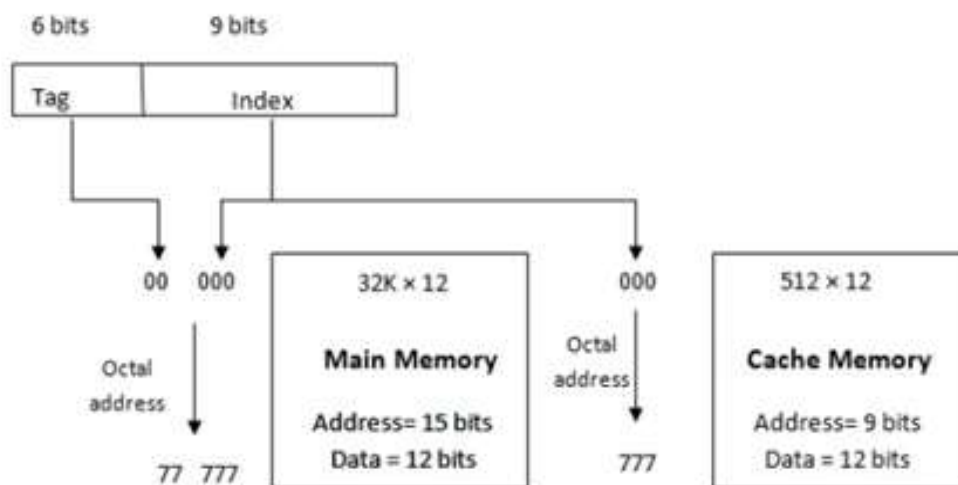 6 bits 9 bits
Tag Index
00 000 32K × 12 000 512 × 12
Octal address Main Memory Octal address Cache Memory
Address= 15 bits Address= 9 bits
Data = 12 bits Data = 12 bits
77 777 777